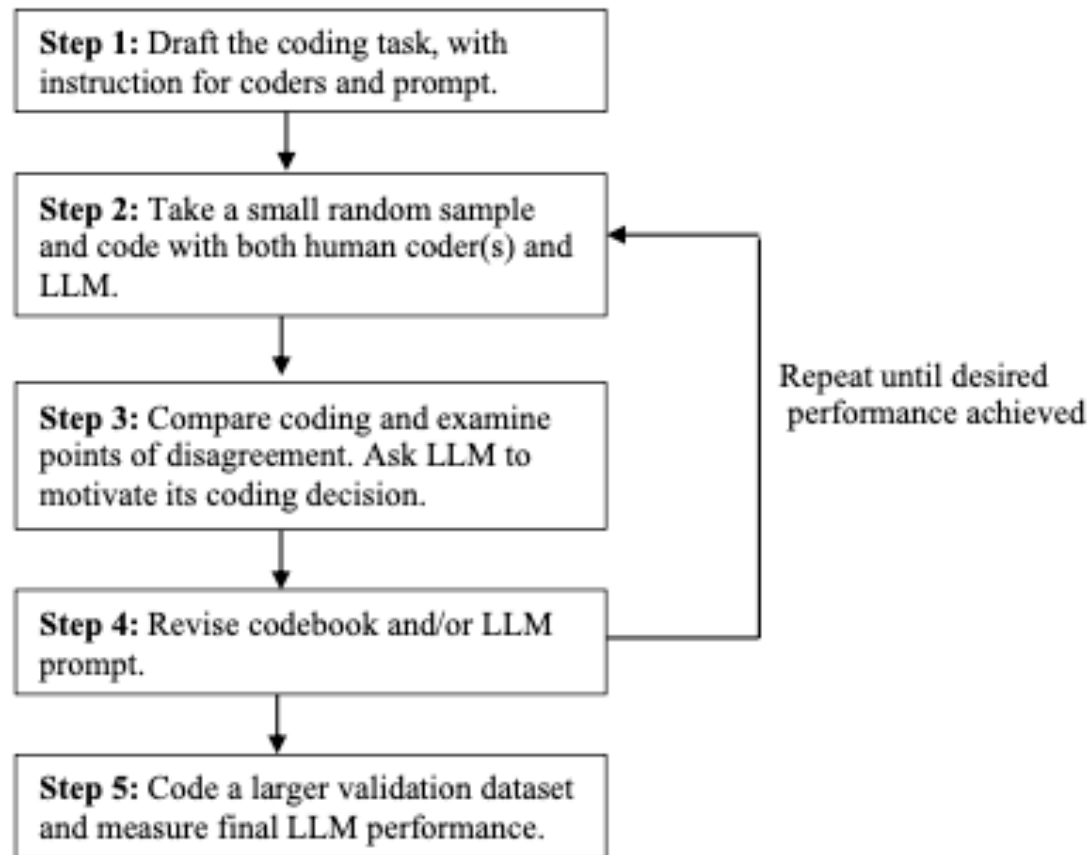 Step 1: Draft the coding task, with
instruction for coders and prompt.
Step 2: Take a small random sample
and code with both human coder(s) and
LLM.
Step 3: Compare coding and examine
points of disagreement. Ask LLM to
motivate its coding decision.
Step 4: Revise codebook and/or LLM
prompt.
Step 5: Code a larger validation dataset
and measure final LLM performance.
Repeat until desired
performance achieved